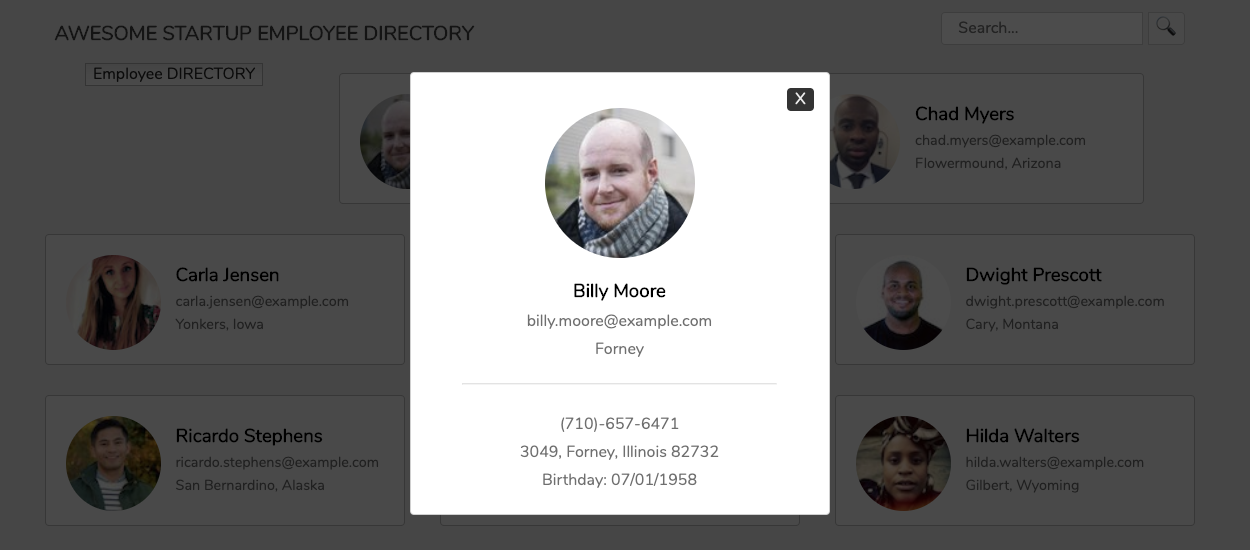 AWESOME STARTUP EMPLOYEE DIRECTORY
Search...
Employee DIRECTORY
X
Billy Moore
billy.moore@example.com
Forney
(710)-657-6471
3049, Forney, Illinois 82732
Birthday: 07/01/1958
Chad Myers
chad.myers@example.com
Flowermound, Arizona
Carla Jensen
carla.jensen@example.com
Yonkers, Iowa
Dwight Prescott
dwight.prescott@example.com
Cary, Montana
Ricardo Stephens
ricardo.stephens@example.com
San Bernardino, Alaska
Hilda Walters
hilda.walters@example.com
Gilbert, Wyoming